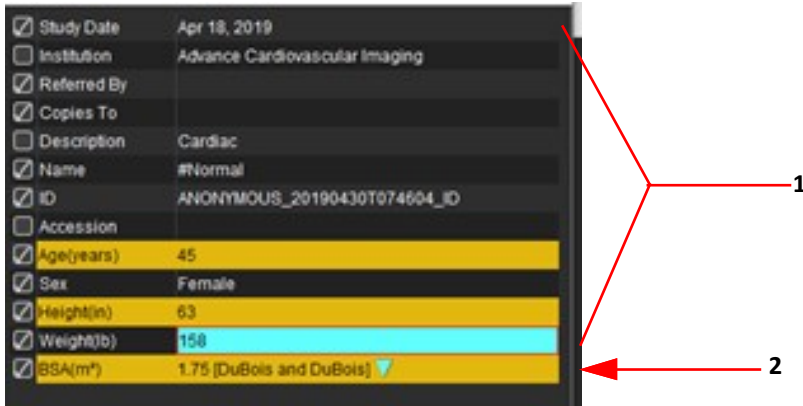 Study Date Apr 18, 2019
Institution Advance Cardiovascular Imaging
Referred By
Copies To
Description Cardiac
Name #Normal
ID ANONYMOUS_20190430T074604_ID
Accession
Age(years) 45
Sex Female
Height(in) 63
Weight(lb) 158
BSA(m²) 1.75 [DuBois and DuBois]
1
2